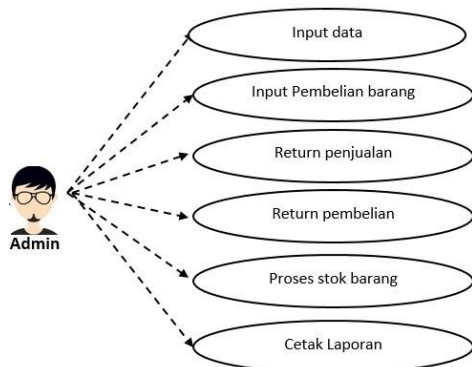 Input data
Input Pembelian barang
Return penjualan
Return pembelian
Proses stok barang
Cetak Laporan
Admin